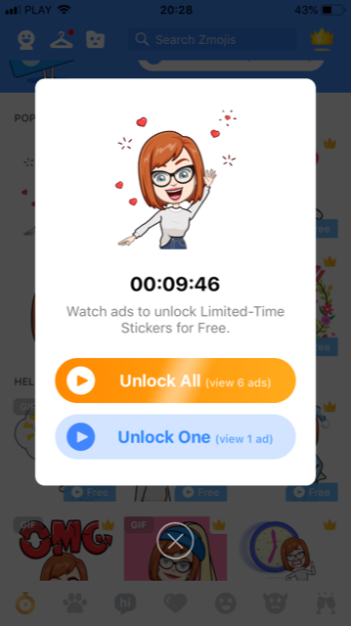 PLAY
20:28
43%
Search Zmojis
POP
Free
Free
00:09:46
Watch ads to unlock Limited-Time
Stickers for Free.
Unlock All (view 6 ads)
Unlock One (view 1 ad)
HEL
GIF
Free
Free
Free
GIF
GIF
OMG
hi